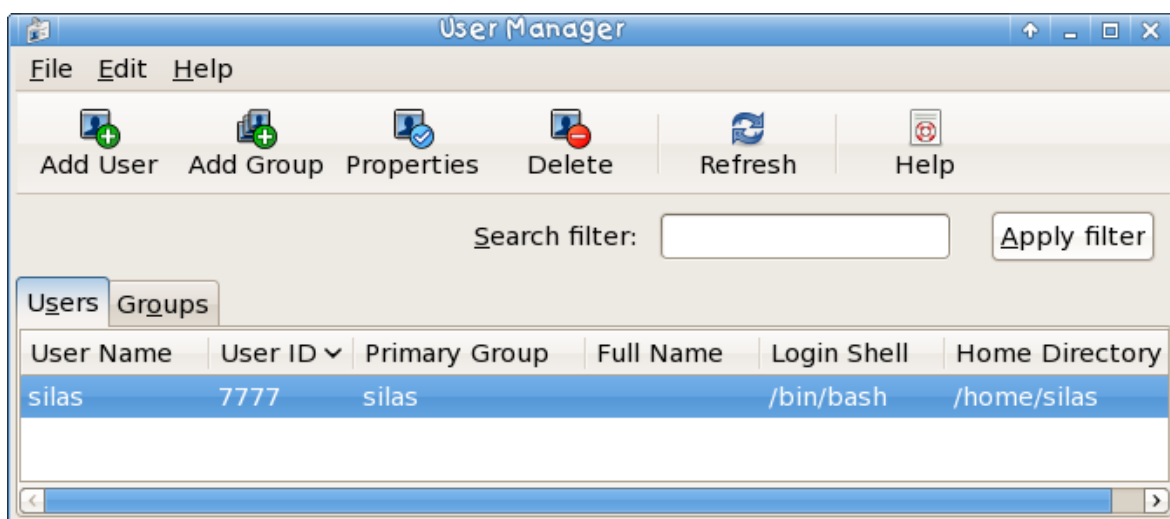 User Manager
File Edit Help
Add User Add Group Properties Delete Refresh Help
Search filter: Apply filter
Users Groups
User Name User ID Primary Group Full Name Login Shell Home Directory
silas 7777 silas /bin/bash /home/silas